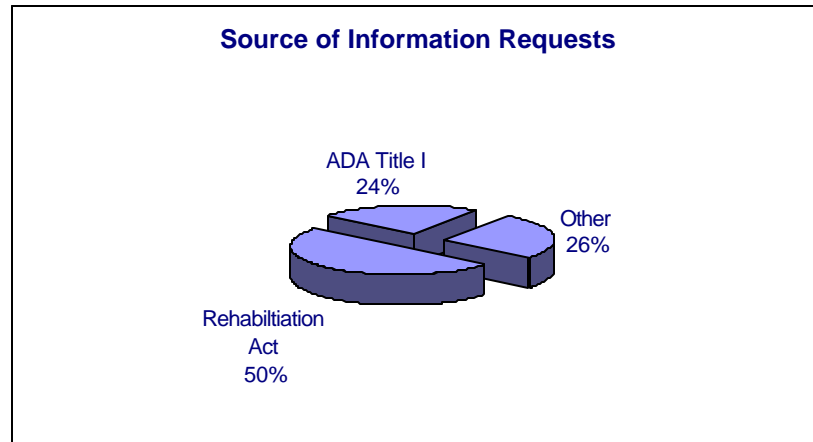 Source of Information Requests
ADA Title I
24%
Other
26%
Rehabiltiation
Act
50%